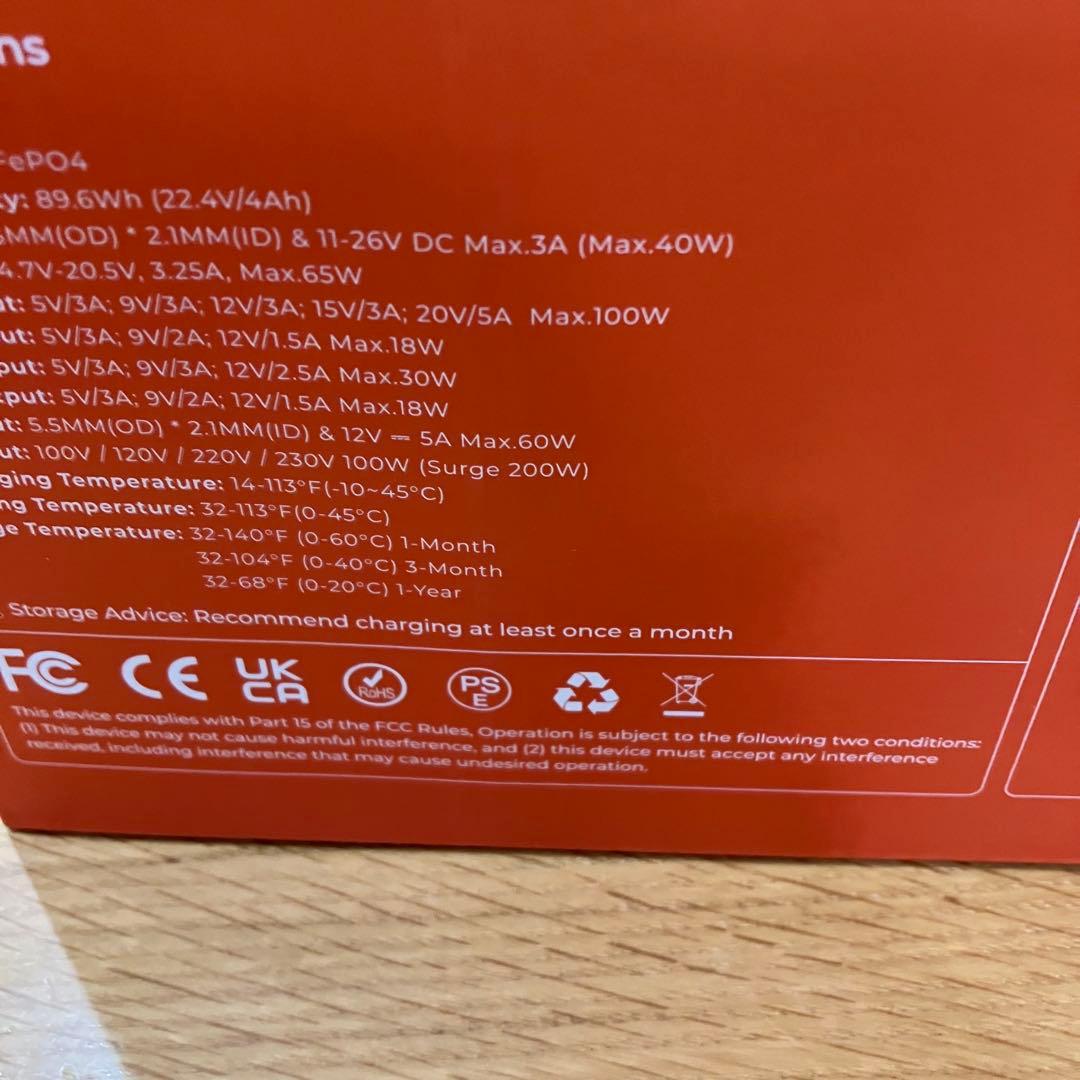 ns
FePO4
y: 89.6Wh (22.4V/4Ah)
5MM(OD) * 2.1MM(ID) & 11-26V DC Max.3A (Max.40W)
4.7V-20.5V, 3.25A, Max.65W
ut: 5V/3A; 9V/3A; 12V/3A; 15V/3A; 20V/5A Max.100W
ut: 5V/3A; 9V/2A; 12V/1.5A Max.18W
put: 5V/3A; 9V/3A; 12V/2.5A Max.30W
tput: 5V/3A; 9V/2A; 12V/1.5A Max.18W
ut: 5.5MM(OD) * 2.1MM(ID) & 12V ⎓ 5A Max.60W
ut: 100V / 120V / 220V / 230V 100W (Surge 200W)
ging Temperature: 14-113°F(-10~45°C)
ng Temperature: 32-113°F(0-45°C)
ge Temperature: 32-140°F (0-60°C) 1-Month
32-104°F (0-40°C) 3-Month
32-68°F (0-20°C) 1-Year
. Storage Advice: Recommend charging at least once a month
FC CE UK CA RoHS PS E
This device complies with Part 15 of the FCC Rules, Operation is subject to the following two conditions:
(1) This device may not cause harmful interference, and (2) this device must accept any interference
received, including interference that may cause undesired operation.